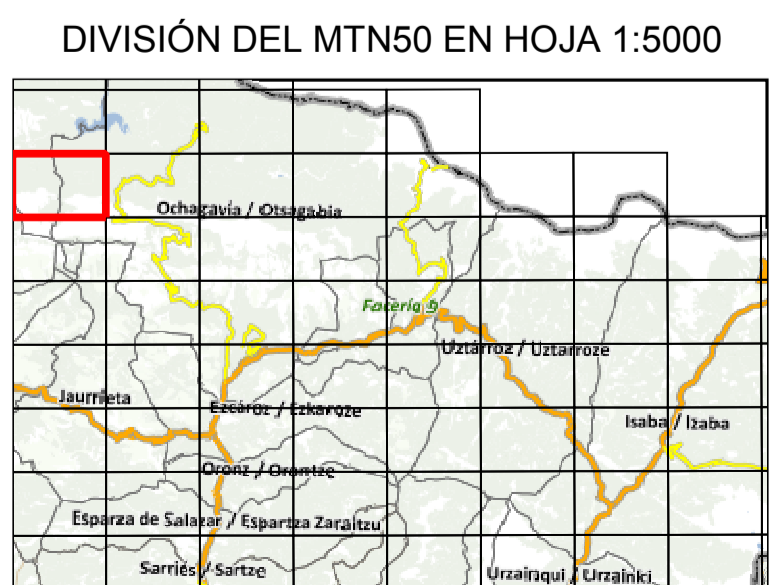 DIVISIÓN DEL MTN50 EN HOJA 1:5000
Ochagavía / Otsagabia
Facería 9
Uztárroz / Uztarroze
Jaurrieta
Ezcároz / Ezkaroze
Isaba / Izaba
Oronz / Orontze
Esparza de Salazar / Espartza Zaraitzu
Sarriés / Sartze
Urzainqui / Urzainki